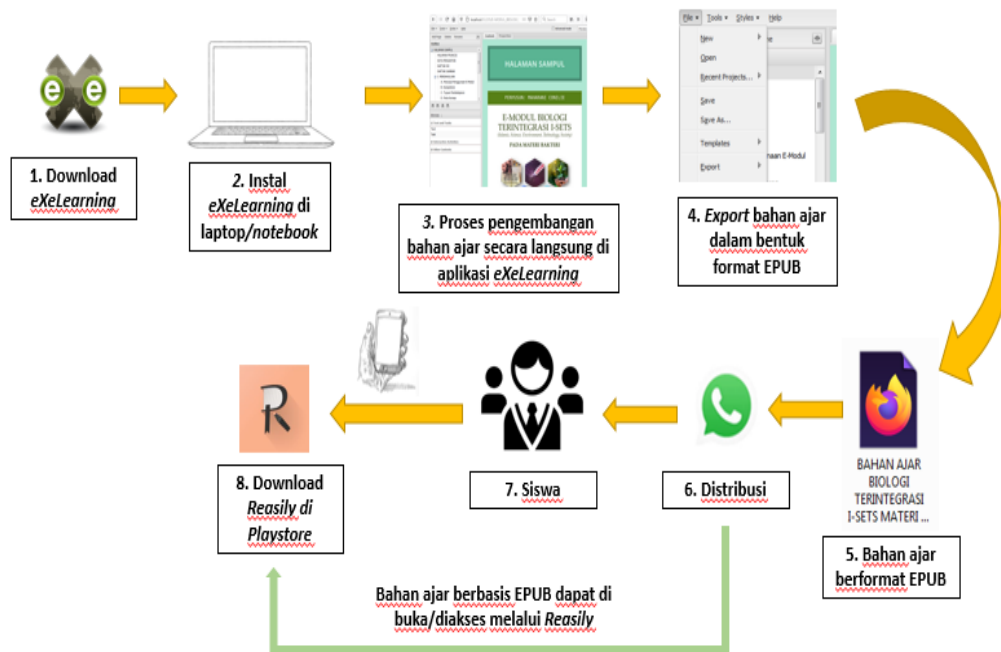 e e
1. Download
eXeLearning
2. Instal
eXeLearning di
laptop/notebook
HALAMAN SAMPUL
E-MODUL BIOLOGI
TERINTEGRASI I-SETS
PADA MATERI BAKTERI
3. Proses pengembangan
bahan ajar secara langsung di
aplikasi eXeLearning
File Tools Styles Help
New
Open
Recent Projects...
Save
Save As...
Templates
Export
naan E-Modul
4. Export bahan ajar
dalam bentuk
format EPUB
BAHAN AJAR
BIOLOGI
TERINTEGRASI
I-SETS MATERI ...
5. Bahan ajar
berformat EPUB
6. Distribusi
7. Siswa
R
8. Download
Reasily di
Playstore
Bahan ajar berbasis EPUB dapat di
buka/diakses melalui Reasily